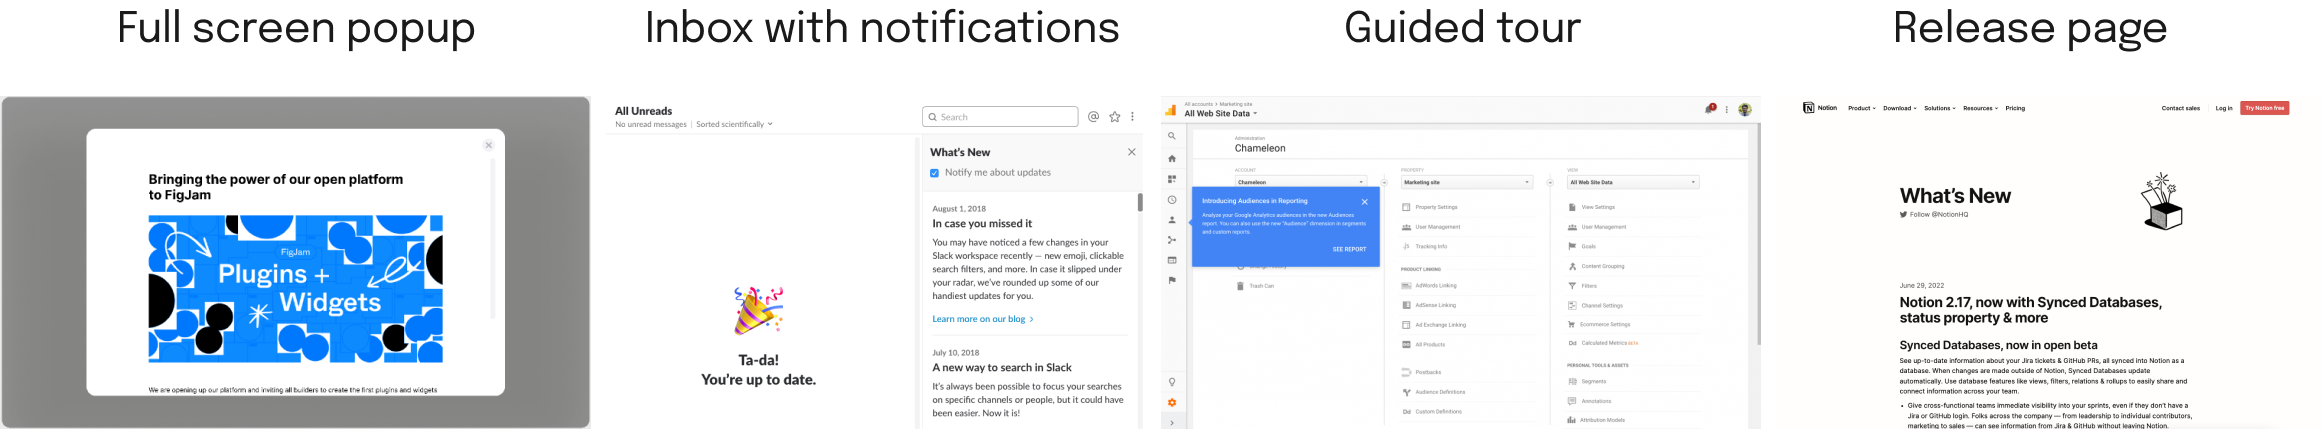 Full screen popup
Inbox with notifications
Guided tour
Release page
Bringing the power of our open platform
to FigJam
FigJam
Plugins +
Widgets
We are opening up our platform and inviting all builders to create the first plugins and widgets
All Unreads
No unread messages | Sorted scientifically
Search
What's New
Notify me about updates
August 1, 2018
In case you missed it
You may have noticed a few changes in your
Slack workspace recently — new emoji, clickable
search filters, and more. In case it slipped under
your radar, we've rounded up some of our
handiest updates for you.
Learn more on our blog >
July 10, 2018
A new way to search in Slack
It's always been possible to focus your searches
on specific channels or people, but it could have
been easier. Now it is!
Ta-da!
You're up to date.
All accounts > Marketing site
All Web Site Data
Administration
Chameleon
ACCOUNT
Chameleon
Introducing Audiences in Reporting
Analyze your Google Analytics audiences in the new Audiences
report. You can also use the new "Audience" dimension in segments
and custom reports.
SEE REPORT
Trash Can
PROPERTY
Marketing site
Property Settings
User Management
.js Tracking Info
PRODUCT LINKING
AdWords Linking
AdSense Linking
Ad Exchange Linking
All Products
Postbacks
Audience Definitions
Dd Custom Definitions
VIEW
All Web Site Data
View Settings
User Management
Goals
Content Grouping
Filters
Channel Settings
Ecommerce Settings
Dd Calculated Metrics BETA
PERSONAL TOOLS & ASSETS
Segments
Annotations
Attribution Models
Notion Product Download Solutions Resources Pricing
Contact sales Log in Try Notion free
What's New
Follow @NotionHQ
June 29, 2022
Notion 2.17, now with Synced Databases,
status property & more
Synced Databases, now in open beta
See up-to-date information about your Jira tickets & GitHub PRs, all synced into Notion as a
database. When changes are made outside of Notion, Synced Databases update
automatically. Use database features like views, filters, relations & rollups to easily share and
connect information across your team.
• Give cross-functional teams immediate visibility into your sprints, even if they don't have a
Jira or GitHub login. Folks across the company — from leadership to individual contributors,
marketing to sales — can see information from Jira & GitHub without leaving Notion.